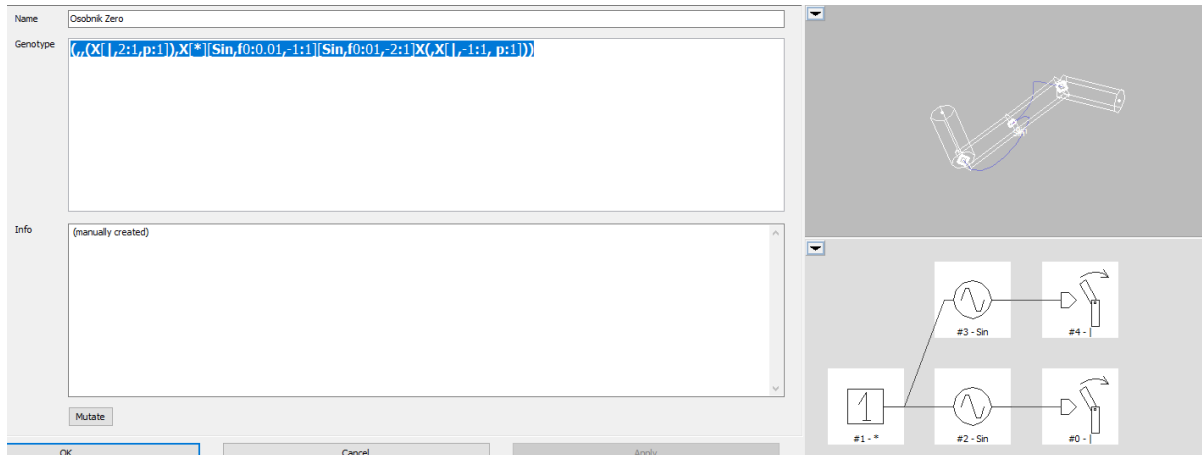 Name
Osobnik Zero
Genotype
(,,(X[|,2:1,p:1]),X[*][Sin,f0:0.01,-1:1][Sin,f0:01,-2:1]X(,X[|,-1:1, p:1]))
Info
(manually created)
Mutate
OK
Cancel
Apply
#3 - Sin
#4 - |
1
#1 - *
#2 - Sin
#0 - |